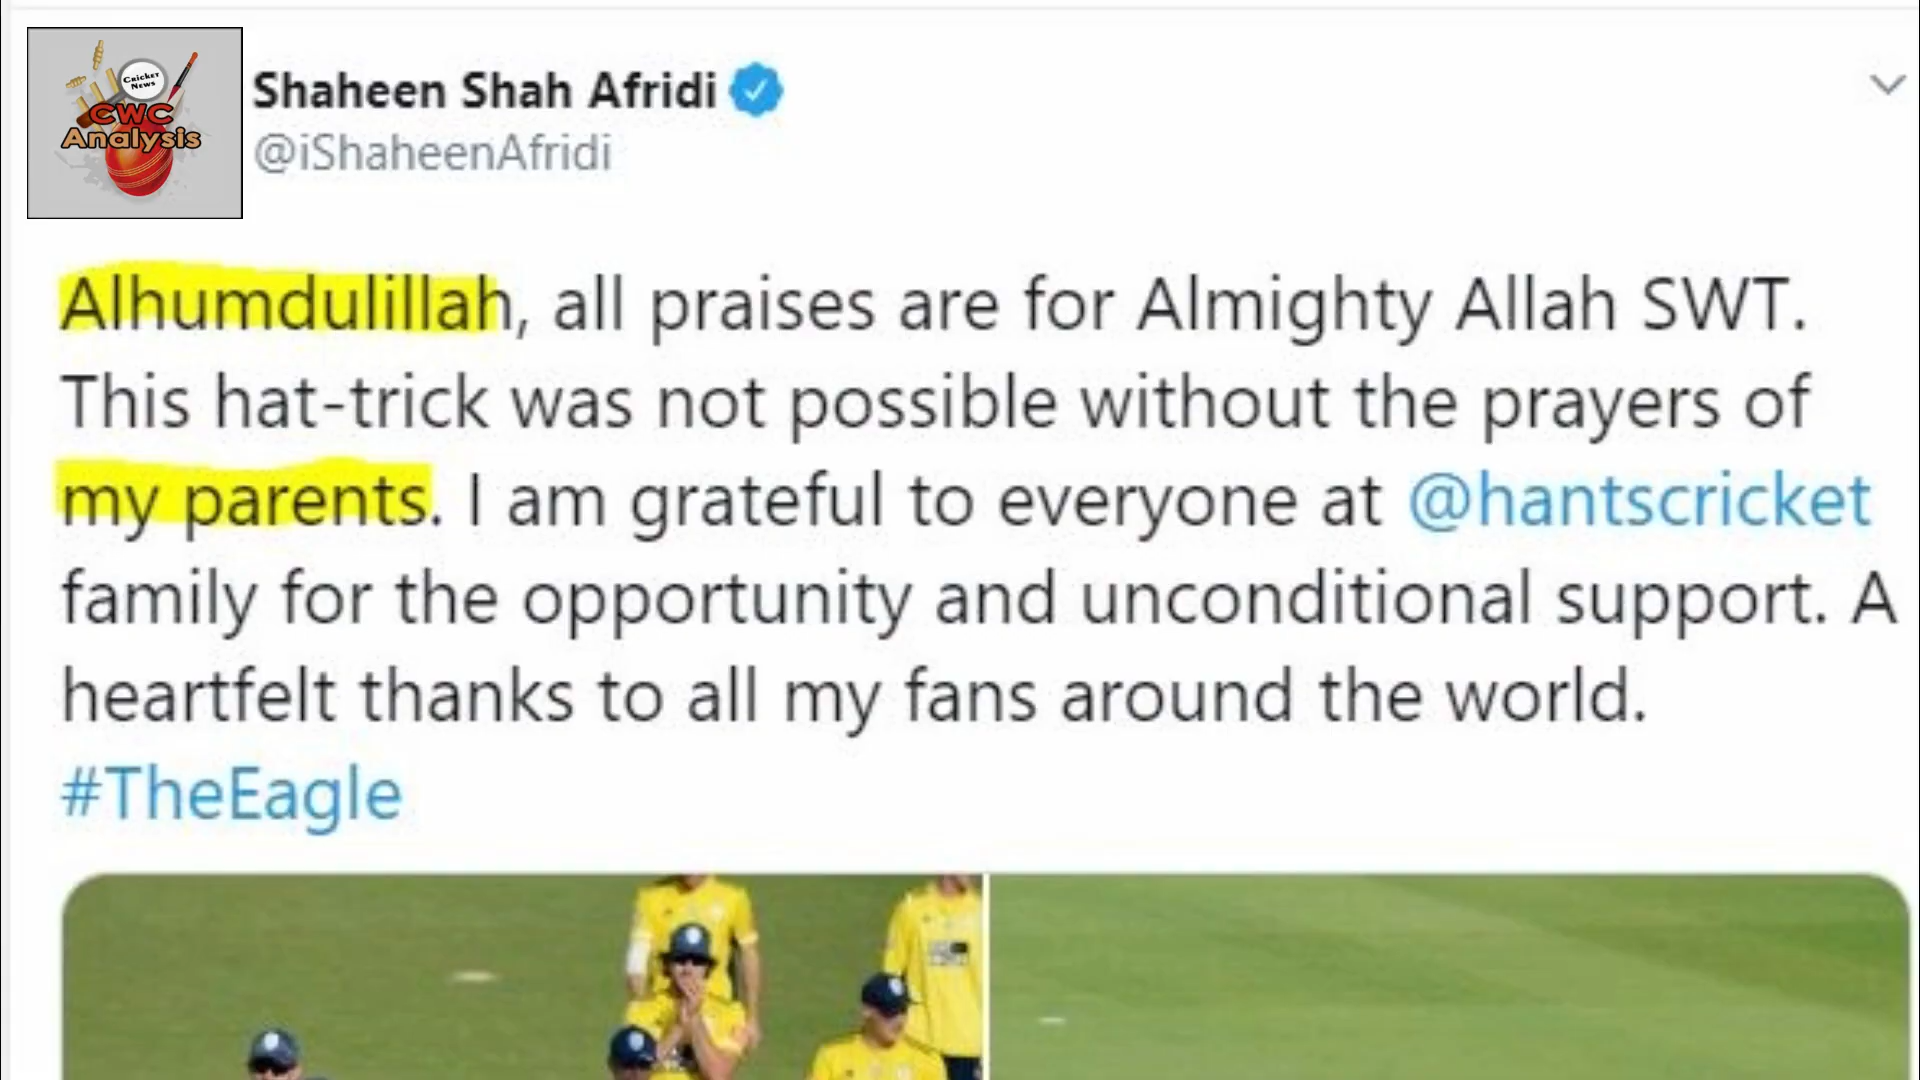 Cricket
News
CWC
Analysis
Shaheen Shah Afridi
@iShaheenAfridi
Alhumdulillah, all praises are for Almighty Allah SWT.
This hat-trick was not possible without the prayers of
my parents. I am grateful to everyone at @hantscricket
family for the opportunity and unconditional support. A
heartfelt thanks to all my fans around the world.
#TheEagle